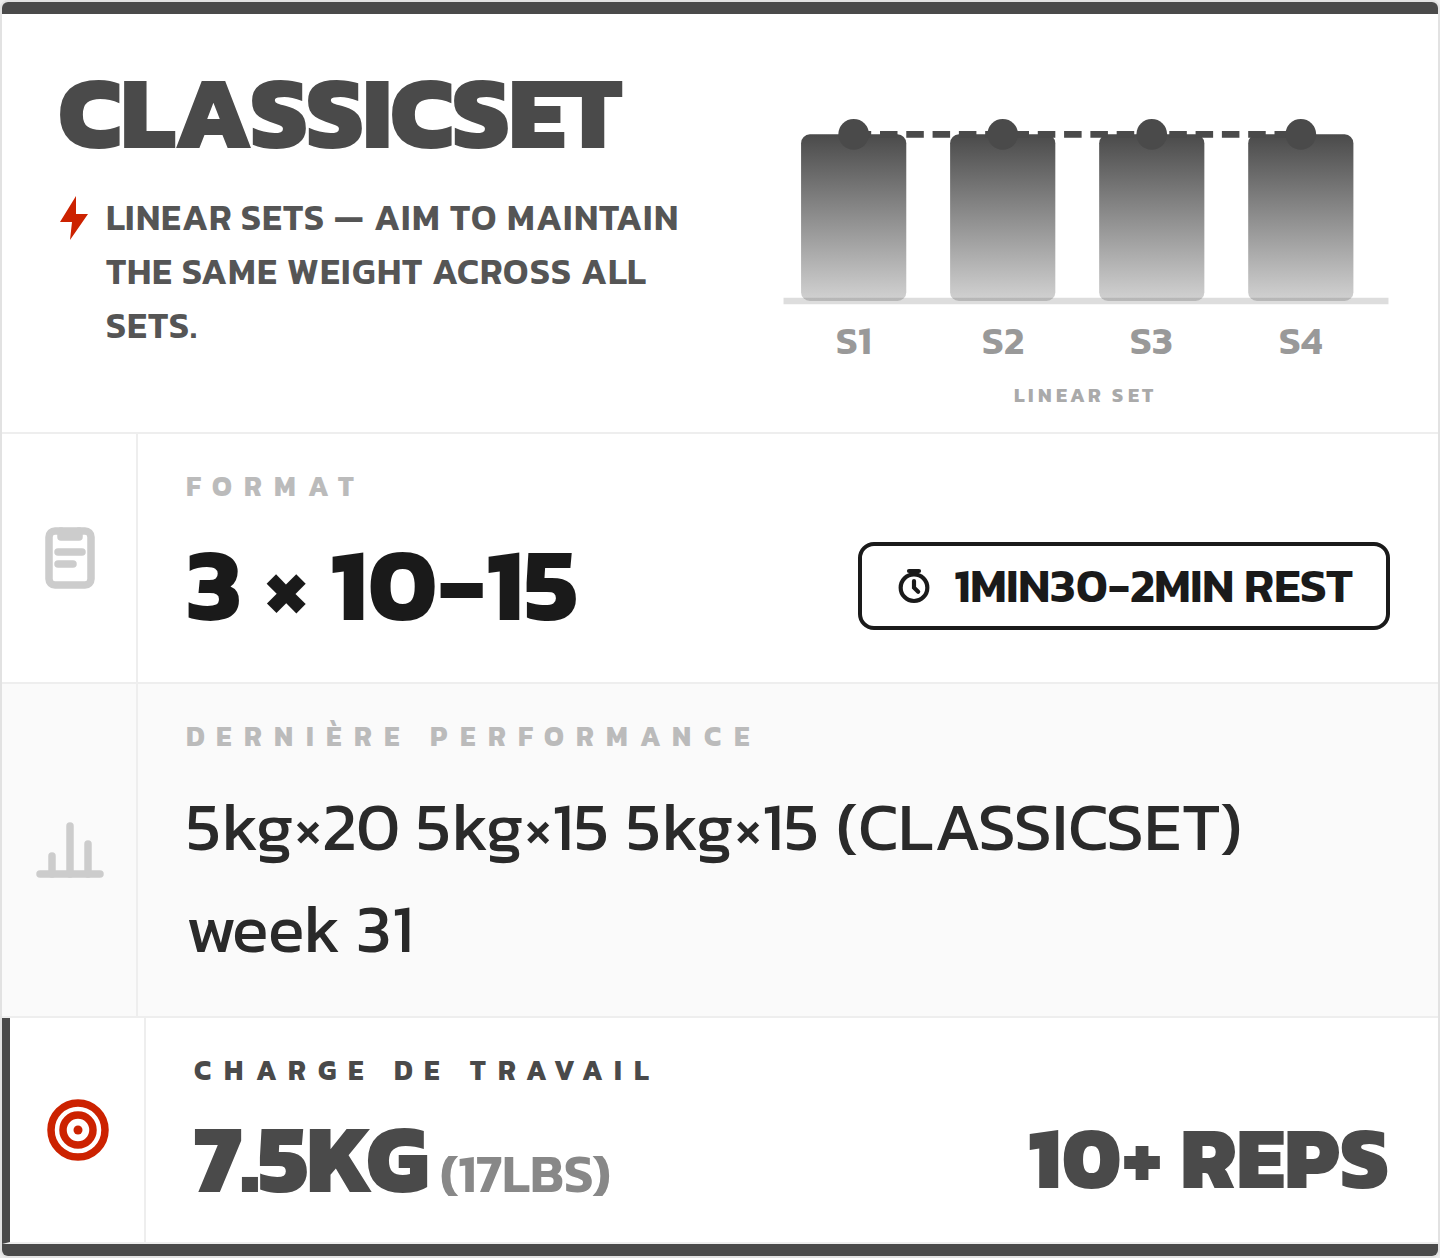 CLASSICSET
LINEAR SETS — AIM TO MAINTAIN
THE SAME WEIGHT ACROSS ALL
SETS.
S1 S2 S3 S4
LINEAR SET
FORMAT
3 × 10–15
1MIN30–2MIN REST
DERNIÈRE PERFORMANCE
5kg×20 5kg×15 5kg×15 (CLASSICSET)
week 31
CHARGE DE TRAVAIL
7.5KG (17LBS)
10+ REPS